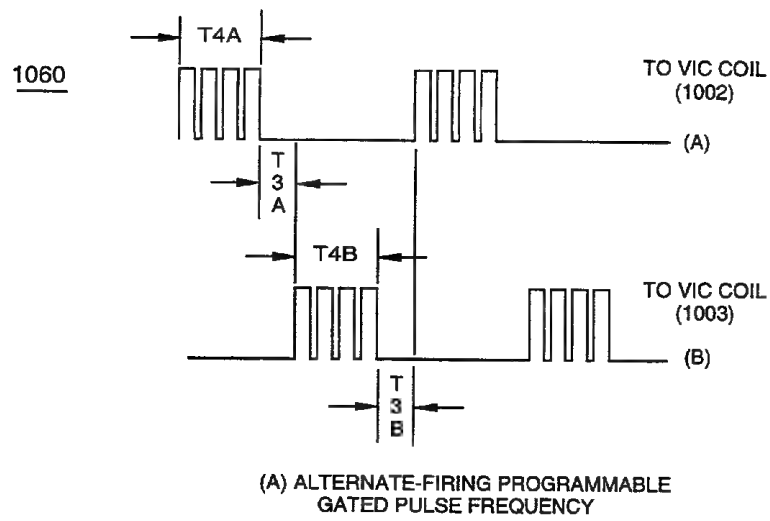 T4A
1060
TO VIC COIL
(1002)
(A)
T
3
A
T4B
TO VIC COIL
(1003)
(B)
T
3
B
(A) ALTERNATE-FIRING PROGRAMMABLE
GATED PULSE FREQUENCY